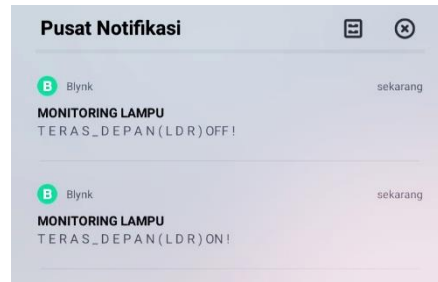 Pusat Notifikasi
B Blynk sekarang
MONITORING LAMPU
TERAS_DEPAN(LDR)OFF!
B Blynk sekarang
MONITORING LAMPU
TERAS_DEPAN(LDR)ON!